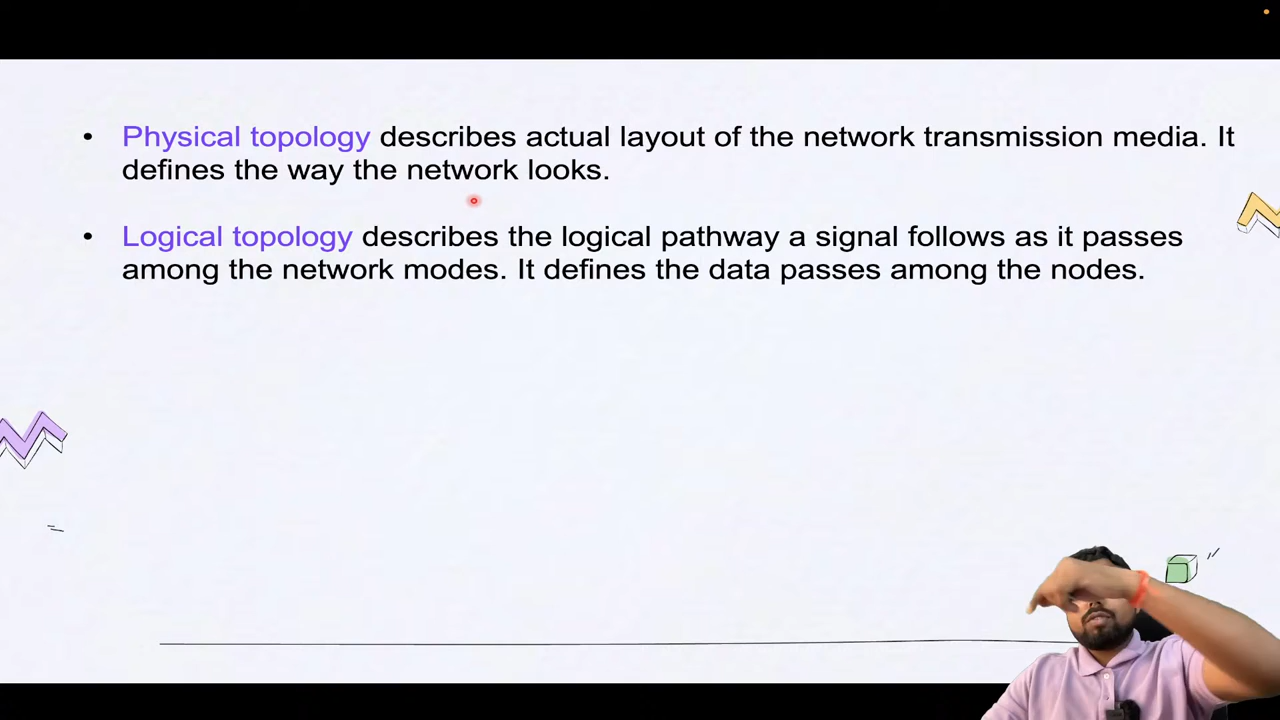 • Physical topology describes actual layout of the network transmission media. It
defines the way the network looks.
• Logical topology describes the logical pathway a signal follows as it passes
among the network modes. It defines the data passes among the nodes.